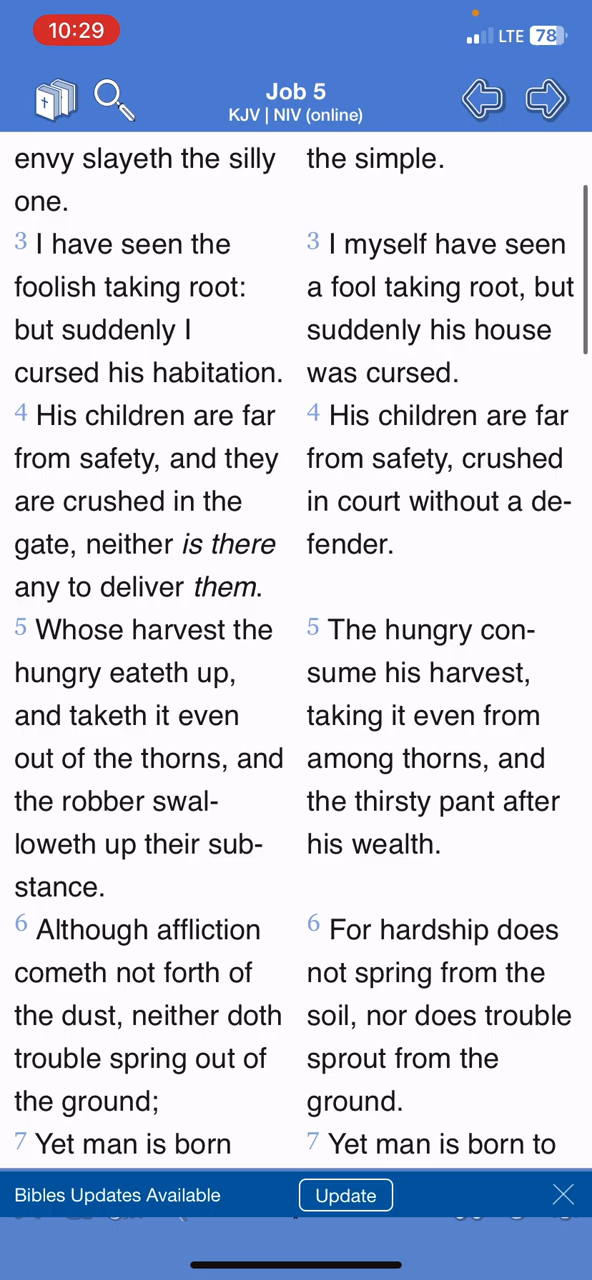 10:29
LTE 78
Job 5
KJV | NIV (online)
envy slayeth the silly
one.
3 I have seen the
foolish taking root:
but suddenly I
cursed his habitation.
4 His children are far
from safety, and they
are crushed in the
gate, neither is there
any to deliver them.
5 Whose harvest the
hungry eateth up,
and taketh it even
out of the thorns, and
the robber swal-
loweth up their sub-
stance.
6 Although affliction
cometh not forth of
the dust, neither doth
trouble spring out of
the ground;
7 Yet man is born
the simple.
3 I myself have seen
a fool taking root, but
suddenly his house
was cursed.
4 His children are far
from safety, crushed
in court without a de-
fender.
5 The hungry con-
sume his harvest,
taking it even from
among thorns, and
the thirsty pant after
his wealth.
6 For hardship does
not spring from the
soil, nor does trouble
sprout from the
ground.
7 Yet man is born to
Bibles Updates Available
Update